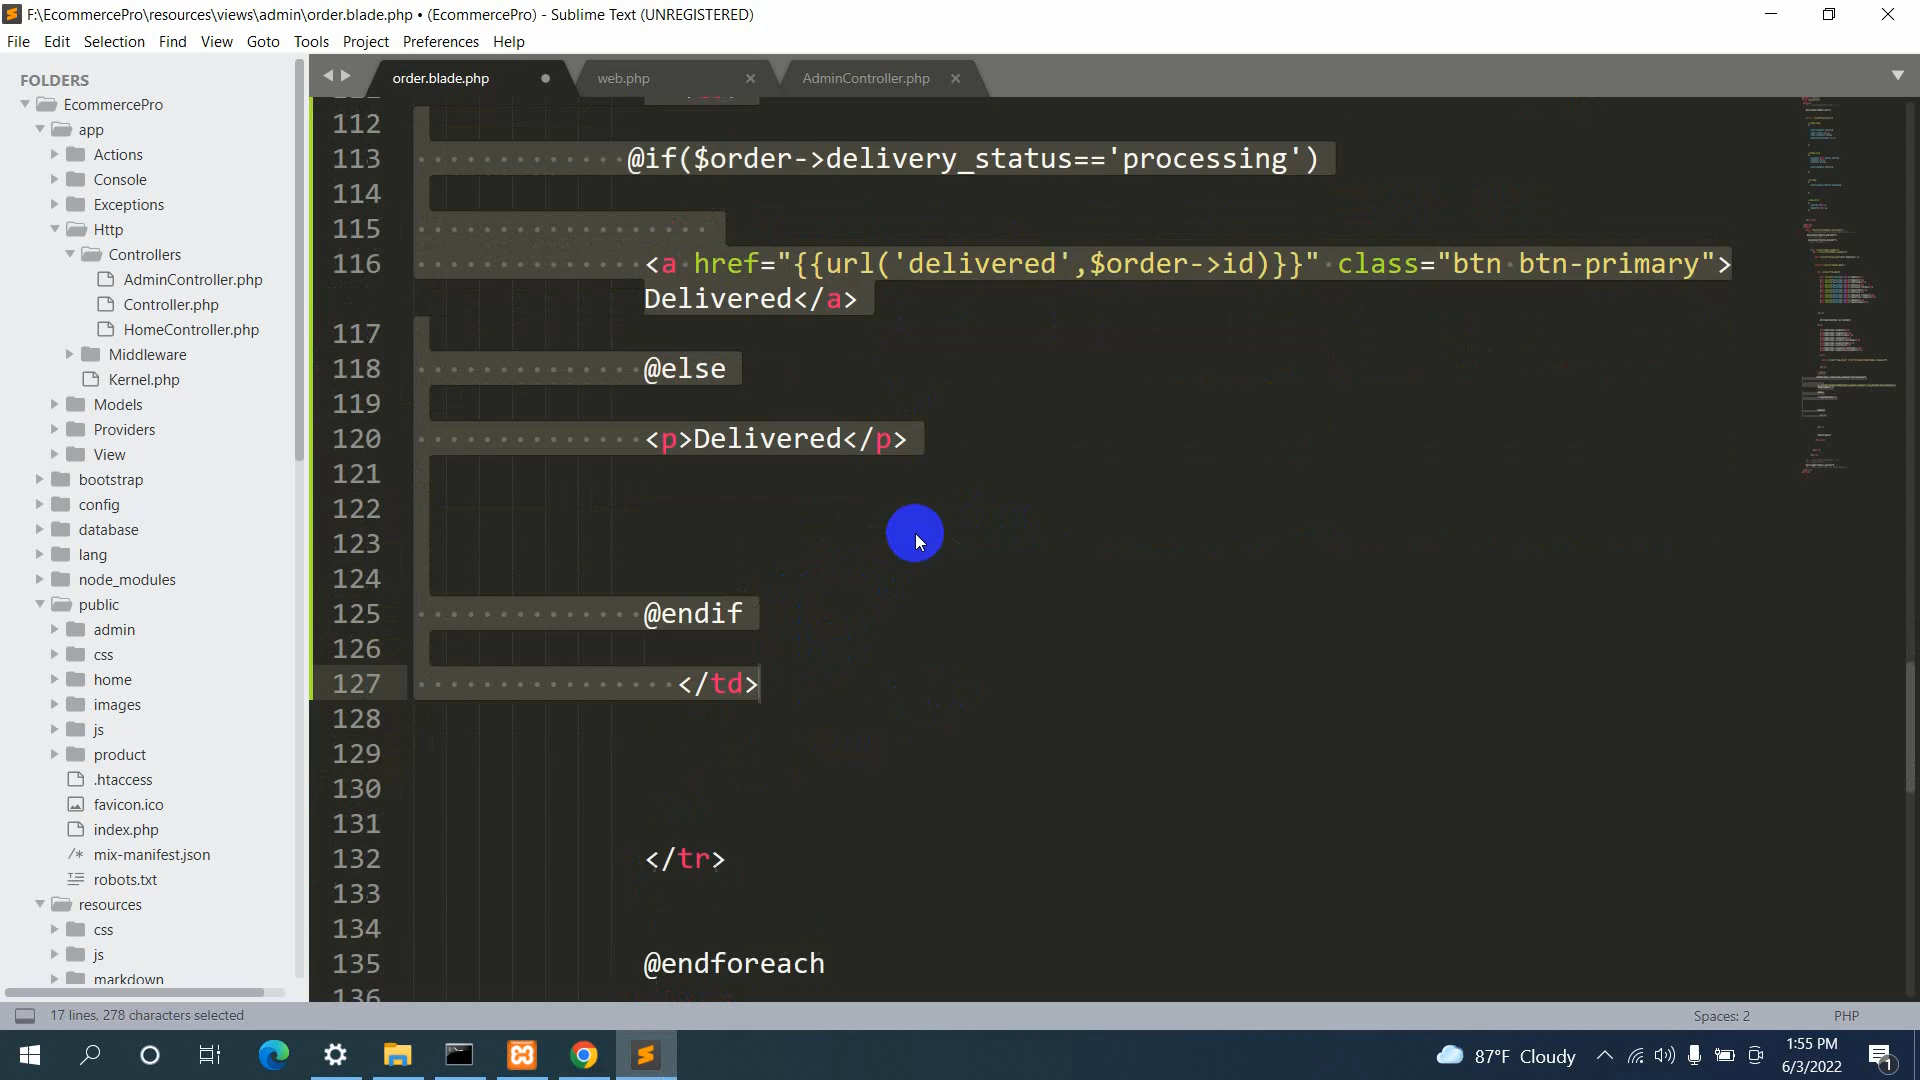 F:\EcommercePro\resources\views\admin\order.blade.php • (EcommercePro) - Sublime Text (UNREGISTERED)
File Edit Selection Find View Goto Tools Project Preferences Help
FOLDERS
EcommercePro
app
Actions
Console
Exceptions
Http
Controllers
AdminController.php
Controller.php
HomeController.php
Middleware
Kernel.php
Models
Providers
View
bootstrap
config
database
lang
node_modules
public
admin
css
home
images
js
product
.htaccess
favicon.ico
index.php
mix-manifest.json
robots.txt
resources
css
js
markdown
order.blade.php web.php AdminController.php
112
113 @if($order->delivery_status=='processing')
114
115
116 <a href="{{url('delivered',$order->id)}}" class="btn btn-primary">
Delivered</a>
117
118 @else
119
120 <p>Delivered</p>
121
122
123
124
125 @endif
126
127 </td>
128
129
130
131
132 </tr>
133
134
135 @endforeach
136
17 lines, 278 characters selected
Spaces: 2 PHP
87°F Cloudy
1:55 PM
6/3/2022
1